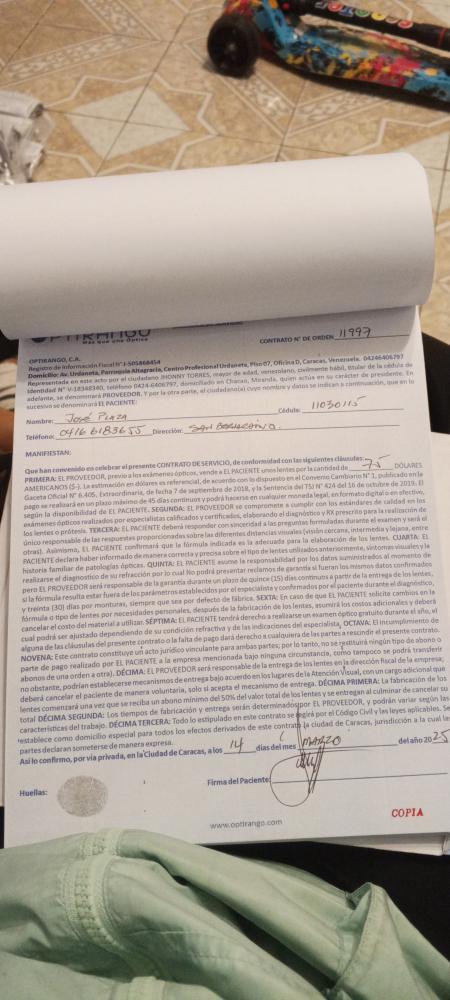 OPTIRANGO
Más que una Óptica
CONTRATO N° DE ORDEN 11997
OPTIRANGO, C.A.
Registro de Información Fiscal N° J-505868454
Domicilio: Av. Urdaneta, Parroquia Altagracia, Centro Profesional Urdaneta, Piso 07, Oficina D, Caracas, Venezuela. 04246406797
Representada en este acto por el ciudadano JHONNY TORRES, mayor de edad, venezolano, civilmente hábil, titular de la cédula de
Identidad N° V-18348340, teléfono 0424-6406797, domiciliado en Chacao, Miranda, quien actúa en su carácter de presidente. En
adelante, se denominará PROVEEDOR. Y por la otra parte, el ciudadano(a) cuyo nombre y datos se indican a continuación, que en lo
sucesivo se denominará EL PACIENTE:
Nombre: José Plaza Cédula: 11030115
Teléfono: 04166183655 Dirección: San Bernardino.
MANIFIESTAN:
Que han convenido en celebrar el presente CONTRATO DE SERVICIO, de conformidad con las siguientes cláusulas:
PRIMERA: EL PROVEEDOR, previo a los exámenes ópticos, vende a EL PACIENTE unos lentes por la cantidad de 75 DÓLARES
AMERICANOS ($-). La estimación en dólares es referencial, de acuerdo con lo dispuesto en el Convenio Cambiario N° 1, publicado en la
Gaceta Oficial N° 6.405, Extraordinaria, de fecha 7 de septiembre de 2018, y la Sentencia del TSJ N° 424 del 16 de octubre de 2019. El
pago se realizará en un plazo máximo de 45 días continuos y podrá hacerse en cualquier moneda legal, en formato digital o en efectivo,
según la disponibilidad de EL PACIENTE. SEGUNDA: EL PROVEEDOR se compromete a cumplir con los estándares de calidad en los
exámenes ópticos realizados por especialistas calificados y certificados, elaborando el diagnóstico y RX prescrito para la realización de
los lentes o prótesis. TERCERA: EL PACIENTE deberá responder con sinceridad a las preguntas formuladas durante el examen y será el
único responsable de las respuestas proporcionadas sobre las diferentes distancias visuales (visión cercana, intermedia y lejana, entre
otras). Asimismo, EL PACIENTE confirmará que la fórmula indicada es la adecuada para la elaboración de los lentes. CUARTA: EL
PACIENTE declara haber informado de manera correcta y precisa sobre el tipo de lentes utilizados anteriormente, síntomas visuales y la
historia familiar de patologías ópticas. QUINTA: EL PACIENTE asume la responsabilidad por los datos suministrados al momento de
realizarse el diagnostico de su refracción por lo cual No podrá presentar reclamos de garantía si fueran los mismos datos confirmados
pero EL PROVEEDOR será responsable de la garantía durante un plazo de quince (15) días continuos a partir de la entrega de los lentes,
si la fórmula resulta estar fuera de los parámetros establecidos por el especialista y confirmados por el paciente durante el diagnóstico,
y treinta (30) días por monturas, siempre que sea por defecto de fábrica. SEXTA: En caso de que EL PACIENTE solicite cambios en la
fórmula o tipo de lentes por necesidades personales, después de la fabricación de los lentes, asumirá los costos adicionales y deberá
cancelar el costo del material a utilizar. SÉPTIMA: EL PACIENTE tendrá derecho a realizarse un examen óptico gratuito durante el año, el
cual podrá ser ajustado dependiendo de su condición refractiva y de las indicaciones del especialista. OCTAVA: El incumplimiento de
alguna de las cláusulas del presente contrato o la falta de pago dará derecho a cualquiera de las partes a rescindir el presente contrato.
NOVENA: Este contrato constituye un acto jurídico vinculante para ambas partes; por lo tanto, no se restituirá ningún tipo de abono o
parte de pago realizado por EL PACIENTE a la empresa mencionada bajo ninguna circunstancia, como tampoco se podrá transferir
abonos de una orden a otra). DÉCIMA: EL PROVEEDOR será responsable de la entrega de los lentes en la dirección fiscal de la empresa;
no obstante, podrían establecerse mecanismos de entrega bajo acuerdo en los lugares de la Atención Visual, con un cargo adicional que
deberá cancelar el paciente de manera voluntaria, solo si acepta el mecanismo de entrega. DÉCIMA PRIMERA: La fabricación de los
lentes comenzará una vez que se reciba un abono mínimo del 50% del valor total de los lentes y se entregan al culminar de cancelar su
total DÉCIMA SEGUNDA: Los tiempos de fabricación y entrega serán determinados por EL PROVEEDOR, y podrán variar según las
características del trabajo. DÉCIMA TERCERA: Todo lo estipulado en este contrato se regirá por el Código Civil y las leyes aplicables. Se
establece como domicilio especial para todos los efectos derivados de este contrato la ciudad de Caracas, jurisdicción a la cual las
partes declaran someterse de manera expresa.
Así lo confirmo, por vía privada, en la Ciudad de Caracas, a los 14 días del mes MARZO del año 2025
Firma del Paciente:
Huellas:
COPIA
www.optirango.com